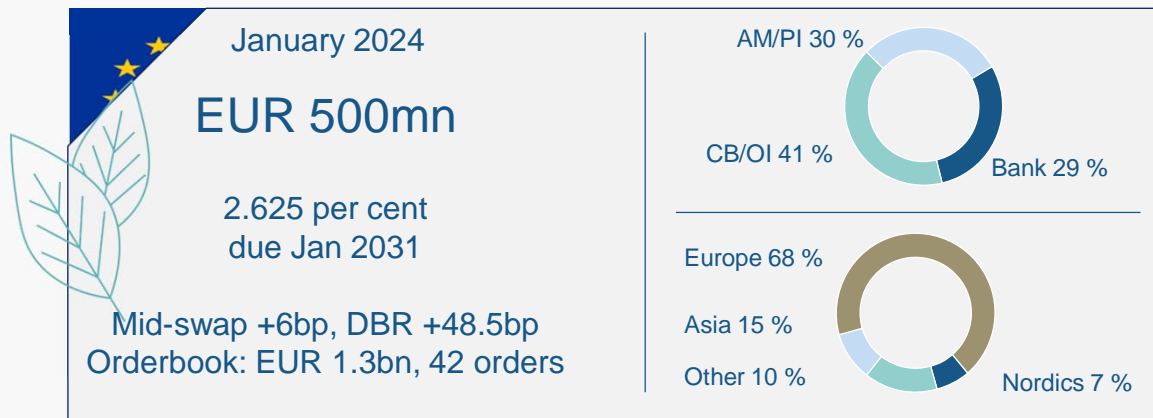 January 2024
EUR 500mn
2.625 per cent
due Jan 2031
Mid-swap +6bp, DBR +48.5bp
Orderbook: EUR 1.3bn, 42 orders
AM/PI 30 %
CB/OI 41 %
Bank 29 %
Europe 68 %
Asia 15 %
Other 10 %
Nordics 7 %